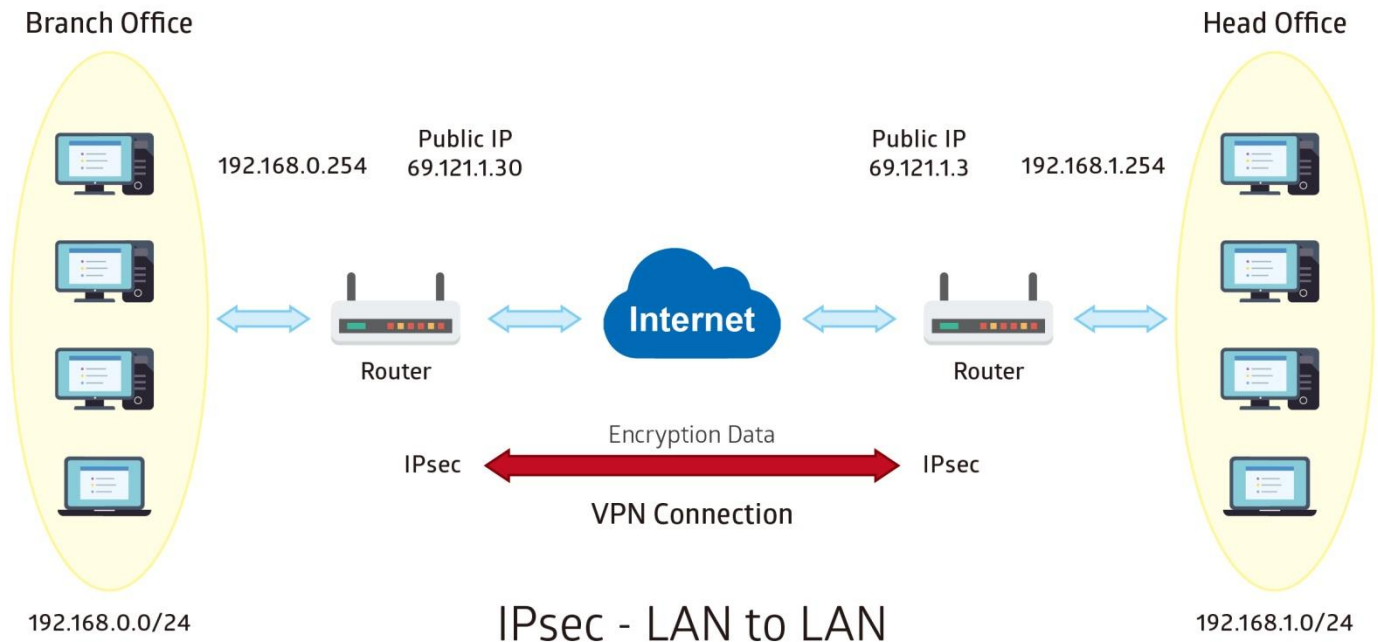 Branch Office
Head Office
Public IP
69.121.1.30
192.168.0.254
Public IP
69.121.1.3
192.168.1.254
Internet
Router
Router
Encryption Data
IPsec
IPsec
VPN Connection
192.168.0.0/24
IPsec - LAN to LAN
192.168.1.0/24